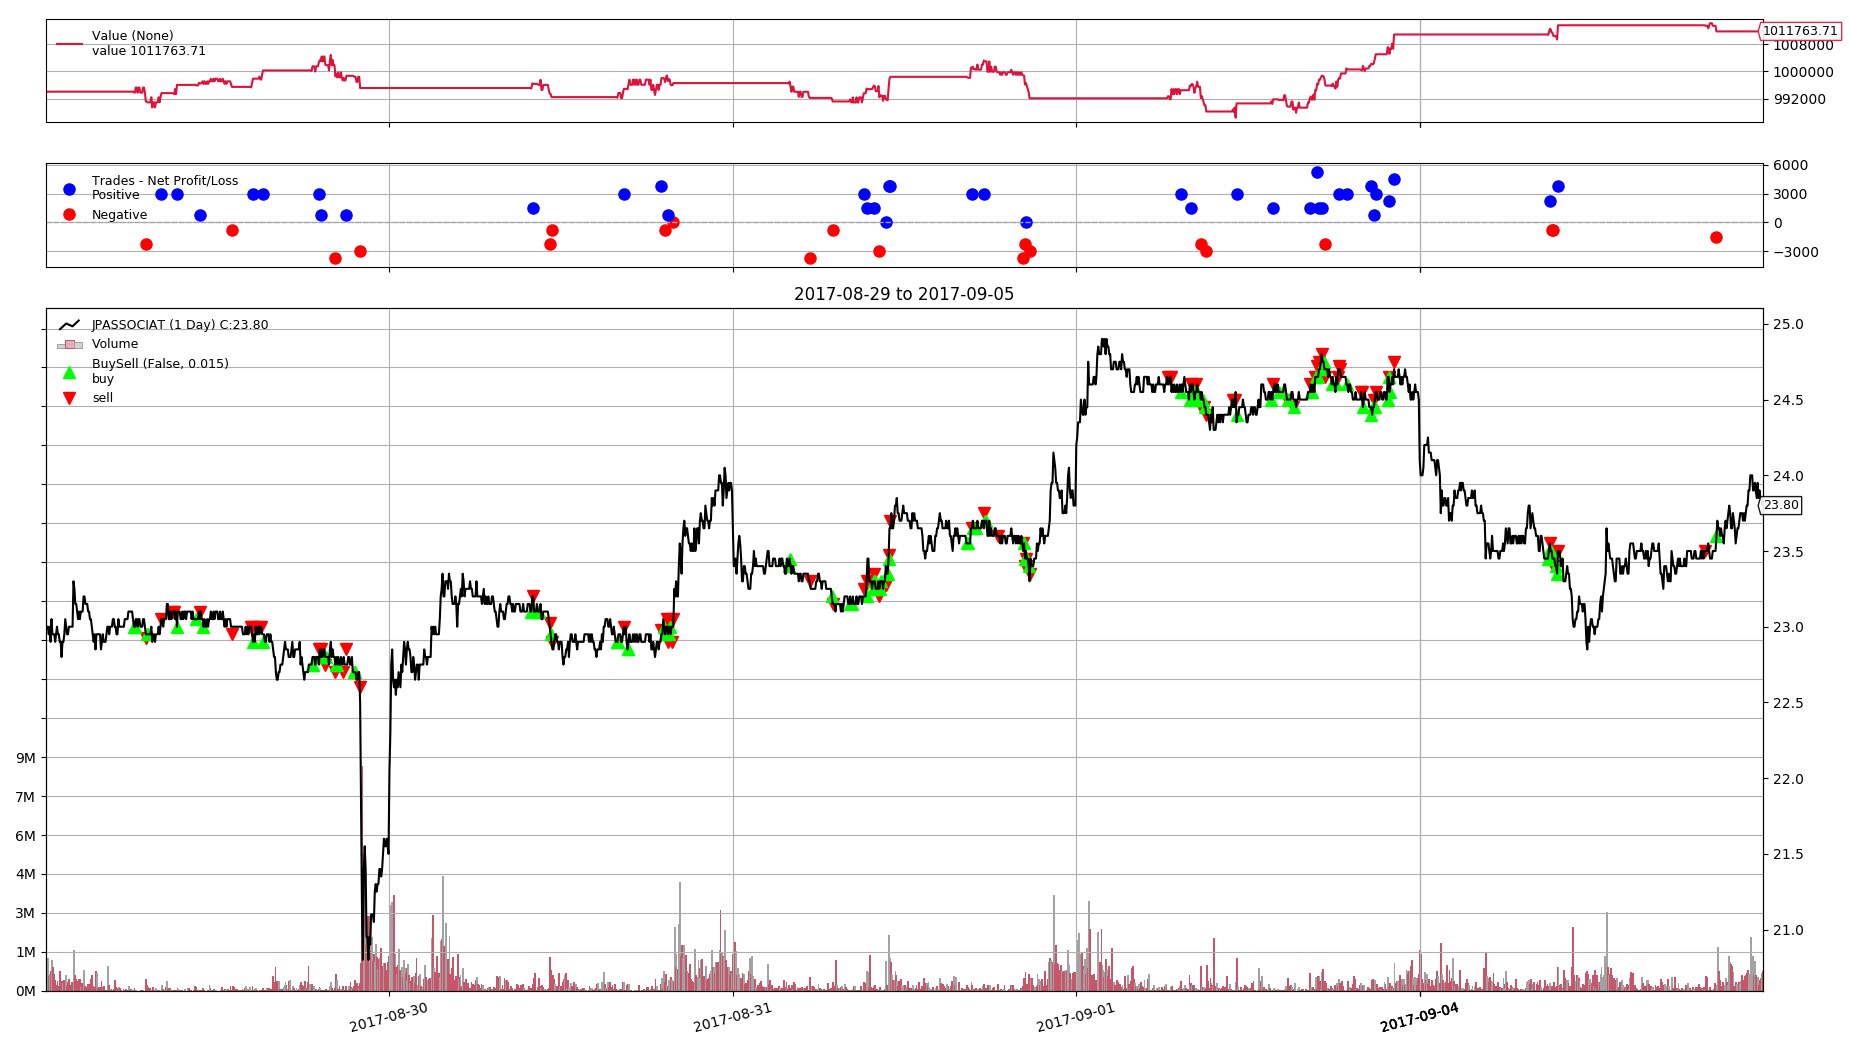 Value (None)
value 1011763.71
1011763.71
1008000
1000000
992000
Trades - Net Profit/Loss
Positive
Negative
6000
3000
0
−3000
2017-08-29 to 2017-09-05
JPASSOCIAT (1 Day) C:23.80
Volume
BuySell (False, 0.015)
buy
sell
25.0
24.5
24.0
23.80
23.5
23.0
22.5
22.0
21.5
21.0
9M
7M
6M
4M
3M
1M
0M
2017-08-30
2017-08-31
2017-09-01
2017-09-04